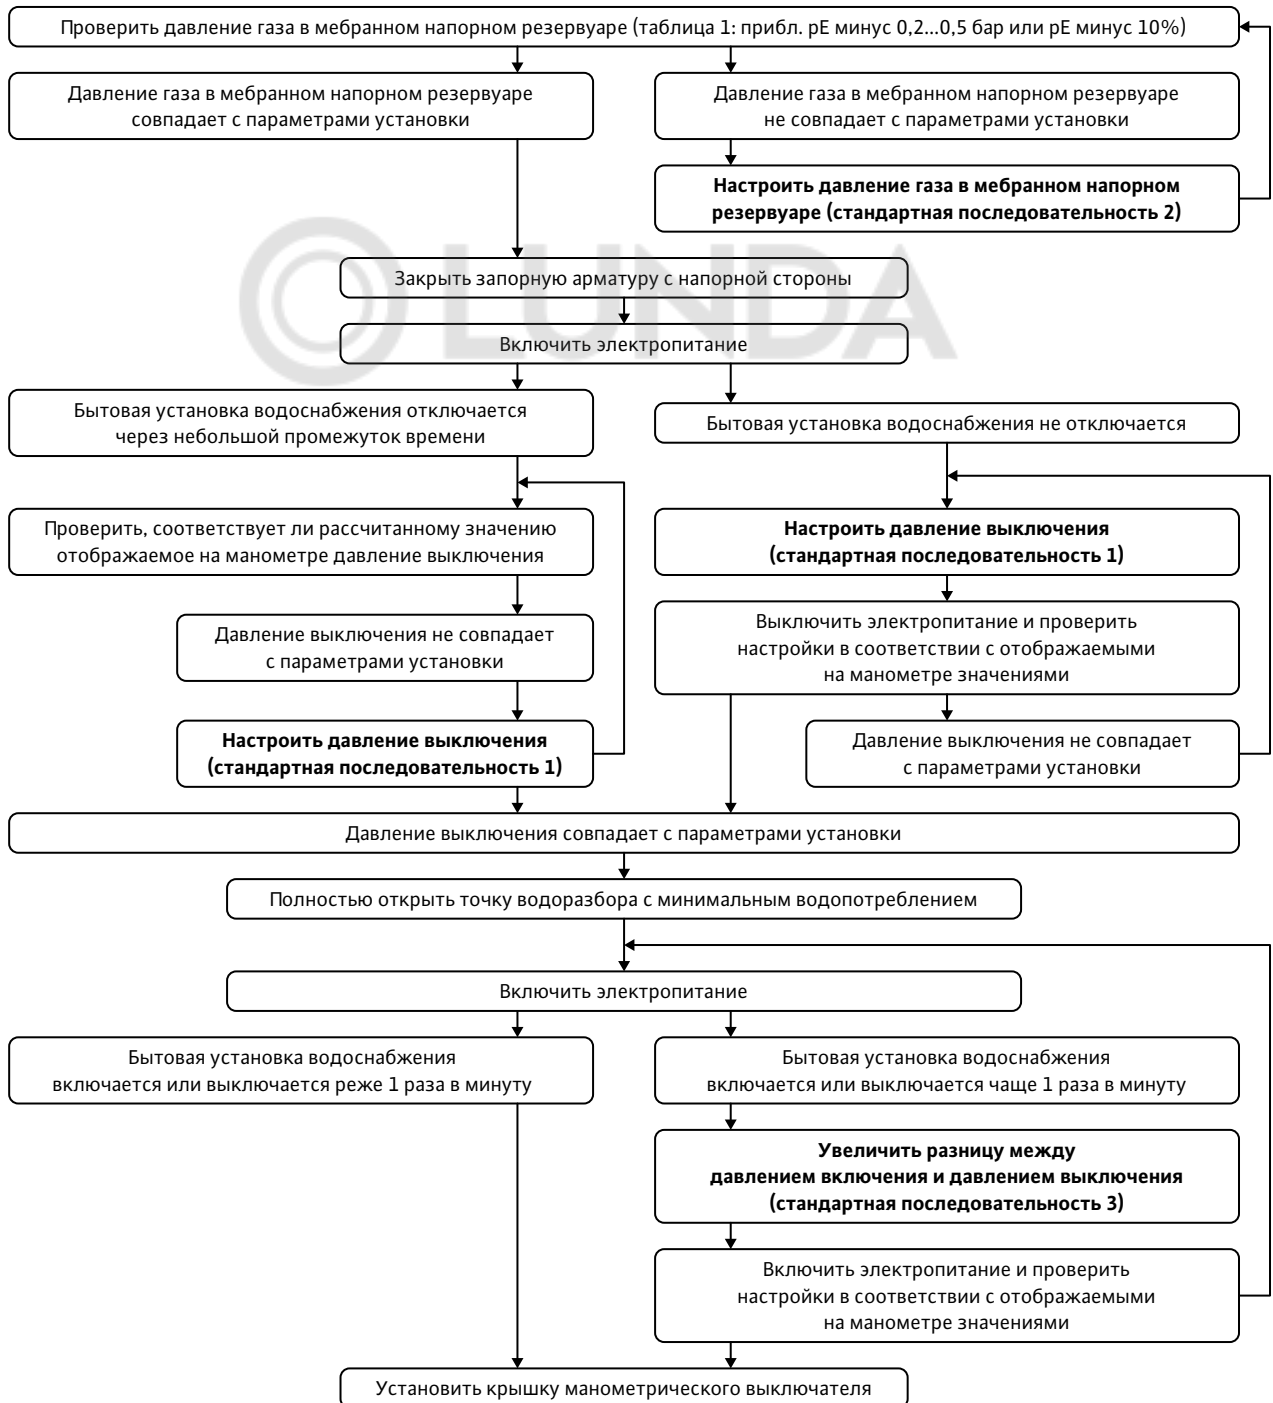 Проверить давление газа в мебранном напорном резервуаре (таблица 1: прибл. pE минус 0,2...0,5 бар или pE минус 10%)
Давление газа в мебранном напорном резервуаре
совпадает с параметрами установки
Давление газа в мебранном напорном резервуаре
не совпадает с параметрами установки
Настроить давление газа в мебранном напорном
резервуаре (стандартная последовательность 2)
LUNDA
Закрыть запорную арматуру с напорной стороны
Включить электропитание
Бытовая установка водоснабжения отключается
через небольшой промежуток времени
Бытовая установка водоснабжения не отключается
Проверить, соответствует ли рассчитанному значению
отображаемое на манометре давление выключения
Настроить давление выключения
(стандартная последовательность 1)
Давление выключения не совпадает
с параметрами установки
Выключить электропитание и проверить
настройки в соответствии с отображаемыми
на манометре значениями
Настроить давление выключения
(стандартная последовательность 1)
Давление выключения не совпадает
с параметрами установки
Давление выключения совпадает с параметрами установки
Полностью открыть точку водоразбора с минимальным водопотреблением
Включить электропитание
Бытовая установка водоснабжения
включается или выключается реже 1 раза в минуту
Бытовая установка водоснабжения
включается или выключается чаще 1 раза в минуту
Увеличить разницу между
давлением включения и давлением выключения
(стандартная последовательность 3)
Включить электропитание и проверить
настройки в соответствии с отображаемыми
на манометре значениями
Установить крышку манометрического выключателя